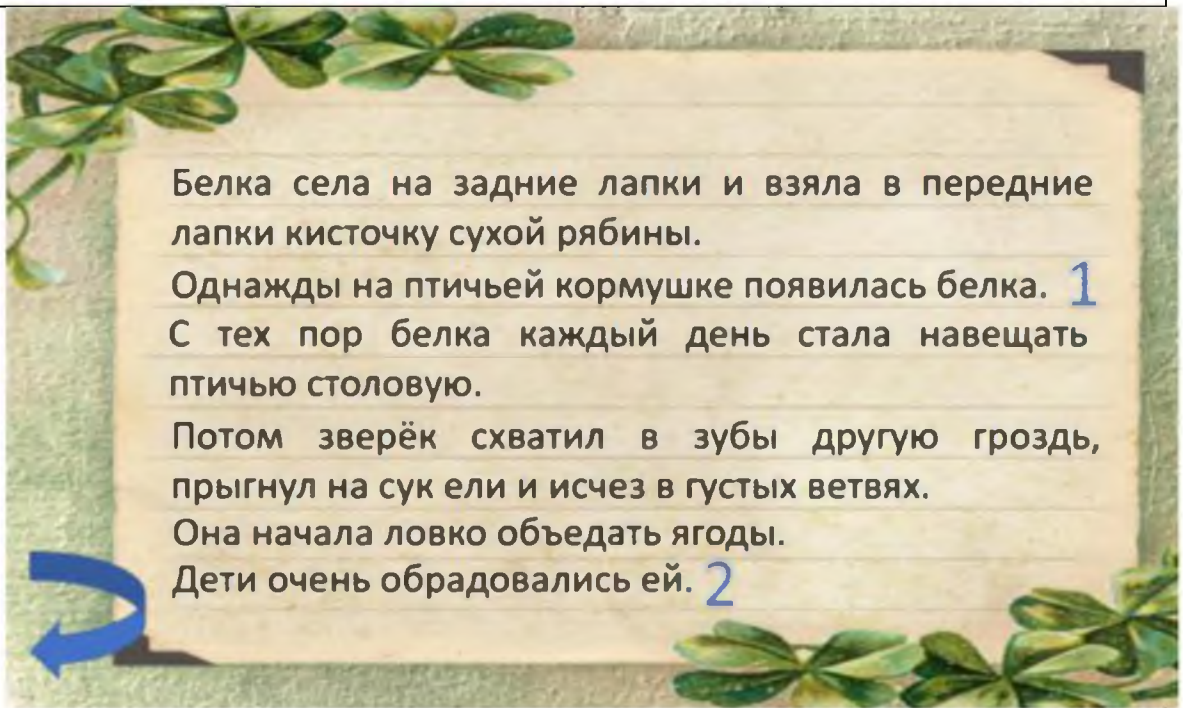 Белка села на задние лапки и взяла в передние
лапки кисточку сухой рябины.
Однажды на птичьей кормушке появилась белка. 1
С тех пор белка каждый день стала навещать
птичью столовую.
Потом зверёк схватил в зубы другую гроздь,
прыгнул на сук ели и исчез в густых ветвях.
Она начала ловко объедать ягоды.
Дети очень обрадовались ей. 2